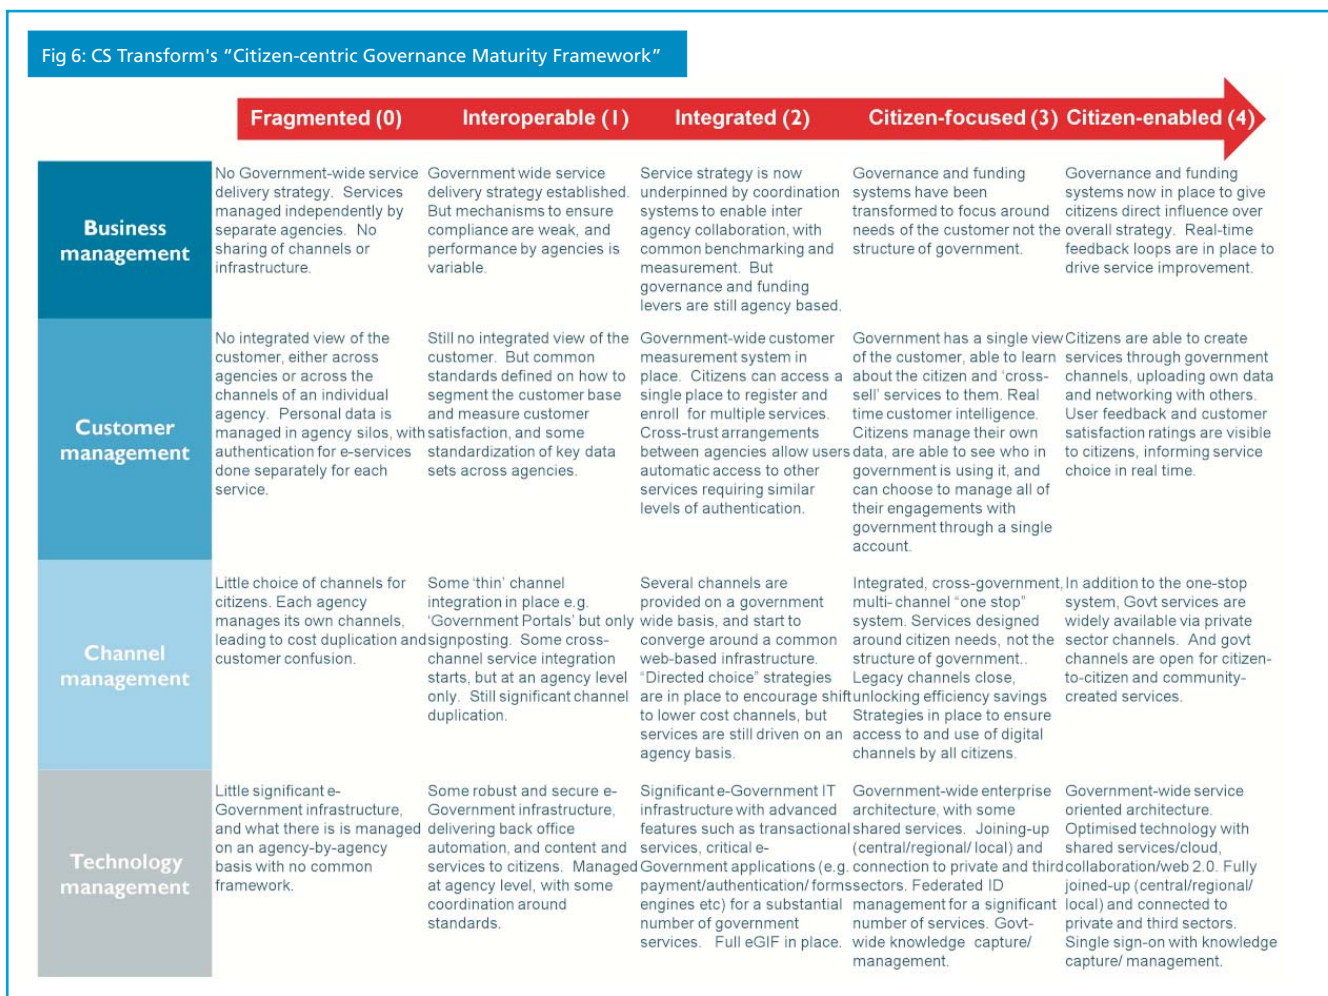 Fig 6: CS Transform's “Citizen-centric Governance Maturity Framework”
Fragmented (0)
Interoperable (1)
Integrated (2)
Citizen-focused (3)
Citizen-enabled (4)
Business
management
No Government-wide service
delivery strategy.  Services
managed independently by
separate agencies.  No
sharing of channels or
infrastructure.
Government wide service
delivery strategy established.
But mechanisms to ensure
compliance are weak, and
performance by agencies is
variable.
Service strategy is now
underpinned by coordination
systems to enable inter
agency collaboration, with
common benchmarking and
measurement.  But
governance and funding
levers are still agency based.
Governance and funding
systems have been
transformed to focus around
needs of the customer not the
structure of government.
Governance and funding
systems now in place to give
citizens direct influence over
overall strategy.  Real-time
feedback loops are in place to
drive service improvement.
Customer
management
No integrated view of the
customer, either across
agencies or across the
channels of an individual
agency.  Personal data is
managed in agency silos, with
authentication for e-services
done separately for each
service.
Still no integrated view of the
customer.  But common
standards defined on how to
segment the customer base
and measure customer
satisfaction, and some
standardization of key data
sets across agencies.
Government-wide customer
measurement system in
place.  Citizens can access a
single place to register and
enroll  for multiple services.
Cross-trust arrangements
between agencies allow users
automatic access to other
services requiring similar
levels of authentication.
Government has a single view
of the customer, able to learn
about the citizen and ‘cross-
sell’ services to them. Real
time customer intelligence.
Citizens manage their own
data, are able to see who in
government is using it, and
can choose to manage all of
their engagements with
government through a single
account.
Citizens are able to create
services through government
channels, uploading own data
and networking with others.
User feedback and customer
satisfaction ratings are visible
to citizens, informing service
choice in real time.
Channel
management
Little choice of channels for
citizens. Each agency
manages its own channels,
leading to cost duplication and
customer confusion.
Some ‘thin’ channel
integration in place e.g.
‘Government Portals’ but only
signposting.  Some cross-
channel service integration
starts, but at an agency level
only.  Still significant channel
duplication.
Several channels are
provided on a government
wide basis, and start to
converge around a common
web-based infrastructure.
“Directed choice” strategies
are in place to encourage shift
to lower cost channels, but
services are still driven on an
agency basis.
Integrated, cross-government,
multi-channel “one stop”
system. Services designed
around citizen needs, not the
structure of government..
Legacy channels close,
unlocking efficiency savings
Strategies in place to ensure
access to and use of digital
channels by all citizens.
In addition to the one-stop
system, Govt services are
widely available via private
sector channels.  And govt
channels are open for citizen-
to-citizen and community-
created services.
Technology
management
Little significant e-
Government infrastructure,
and what there is is managed
on an agency-by-agency
basis with no common
framework.
Some robust and secure e-
Government infrastructure,
delivering back office
automation, and content and
services to citizens.  Managed
at agency level, with some
coordination around
standards.
Significant e-Government IT
infrastructure with advanced
features such as transactional
services, critical e-
Government applications (e.g.
payment/authentication/ forms
engines etc) for a substantial
number of government
services.   Full eGIF in place.
Government-wide enterprise
architecture, with some
shared services.  Joining-up
(central/regional/ local) and
connection to private and third
sectors. Federated ID
management for a significant
number of services. Govt-
wide knowledge  capture/
management.
Government-wide service
oriented architecture.
Optimised technology with
shared services/cloud,
collaboration/web 2.0. Fully
joined-up (central/regional/
local) and connected to
private and third sectors.
Single sign-on with knowledge
capture/ management.